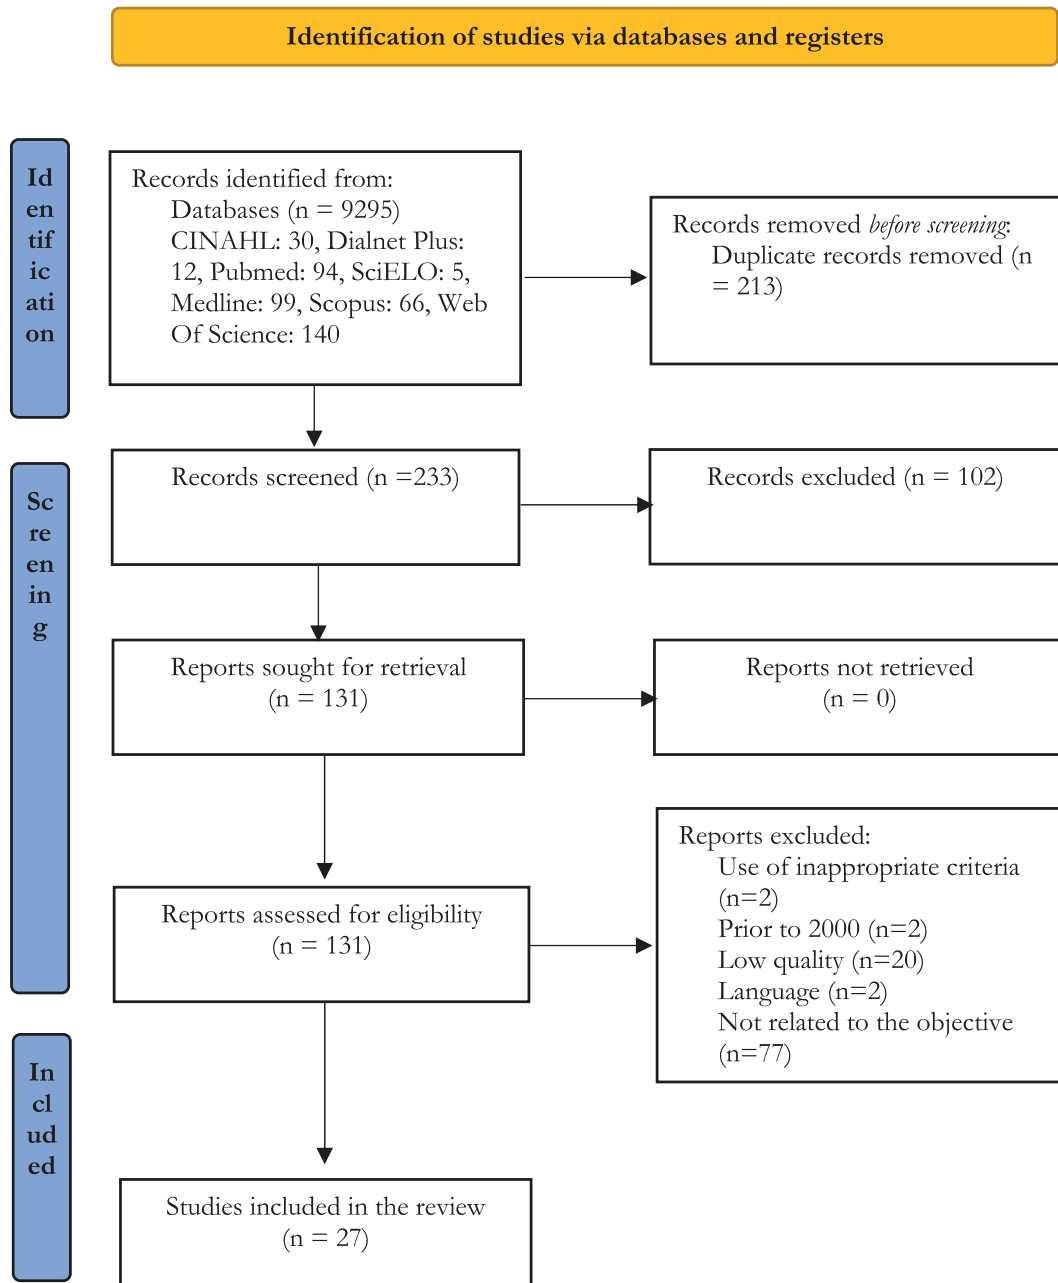 Identification of studies via databases and registers
Id
en
tif
ic
ati
on
Records identified from:
Databases (n = 9295)
CINAHL: 30, Dialnet Plus:
12, Pubmed: 94, SciELO: 5,
Medline: 99, Scopus: 66, Web
Of Science: 140
Records removed before screening:
Duplicate records removed (n
= 213)
Sc
re
en
in
g
Records screened (n =233)
Records excluded (n = 102)
Reports sought for retrieval
(n = 131)
Reports not retrieved
(n = 0)
Reports assessed for eligibility
(n = 131)
Reports excluded:
Use of inappropriate criteria
(n=2)
Prior to 2000 (n=2)
Low quality (n=20)
Language (n=2)
Not related to the objective
(n=77)
In
cl
ud
ed
Studies included in the review
(n = 27)